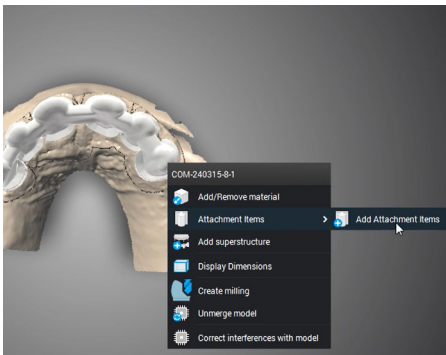 COM-240315-8-1
Add/Remove material
Attachment Items
Add Attachment Items
Add superstructure
Display Dimensions
Create milling
Unmerge model
Correct interferences with model